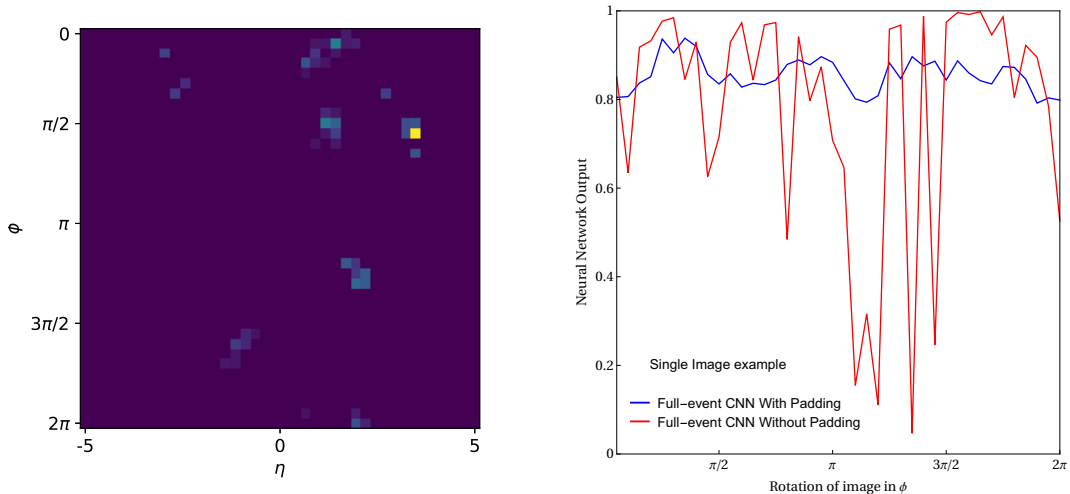 0
π/2
π
3π/2
2π
φ
-5
0
5
η
1
0.8
0.6
0.4
0.2
0
Neural Network Output
Single Image example
Full-event CNN With Padding
Full-event CNN Without Padding
π/2
π
3π/2
2π
Rotation of image in ϕ